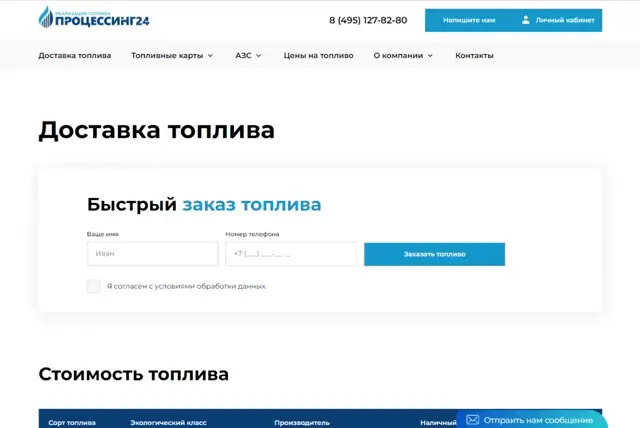 РЕАЛИЗАЦИЯ ТОПЛИВА
ПРОЦЕССИНГ24
8 (495) 127-82-80
Напишите нам
Личный кабинет
Доставка топлива
Топливные карты
АЗС
Цены на топливо
О компании
Контакты
Доставка топлива
Быстрый заказ топлива
Ваше имя
Номер телефона
Иван
+7 (___) ___-__-__
Заказать топливо
Я согласен с условиями обработки данных
Стоимость топлива
Сорт топлива
Экологический класс
Производитель
Наличный
Отправить нам сообщение